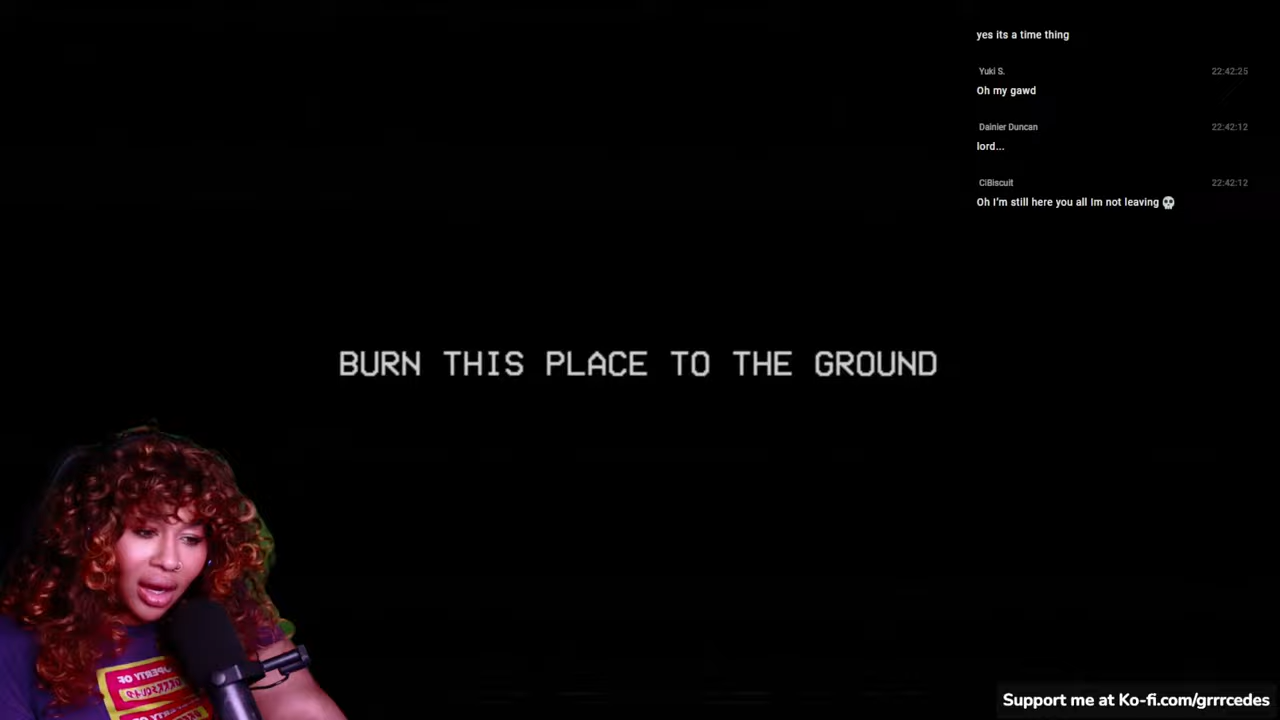 yes its a time thing
Yuki S. 22:42:25
Oh my gawd
Dainier Duncan 22:42:12
lord...
CiBiscuit 22:42:12
Oh I'm still here you all Im not leaving 💀
BURN THIS PLACE TO THE GROUND
Support me at Ko-fi.com/grrrcedes